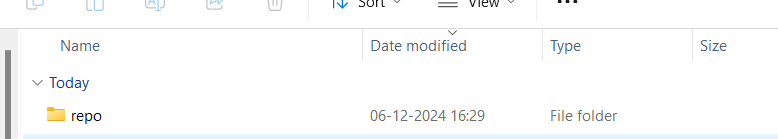 Sort View ...
Name Date modified Type Size
Today
repo 06-12-2024 16:29 File folder